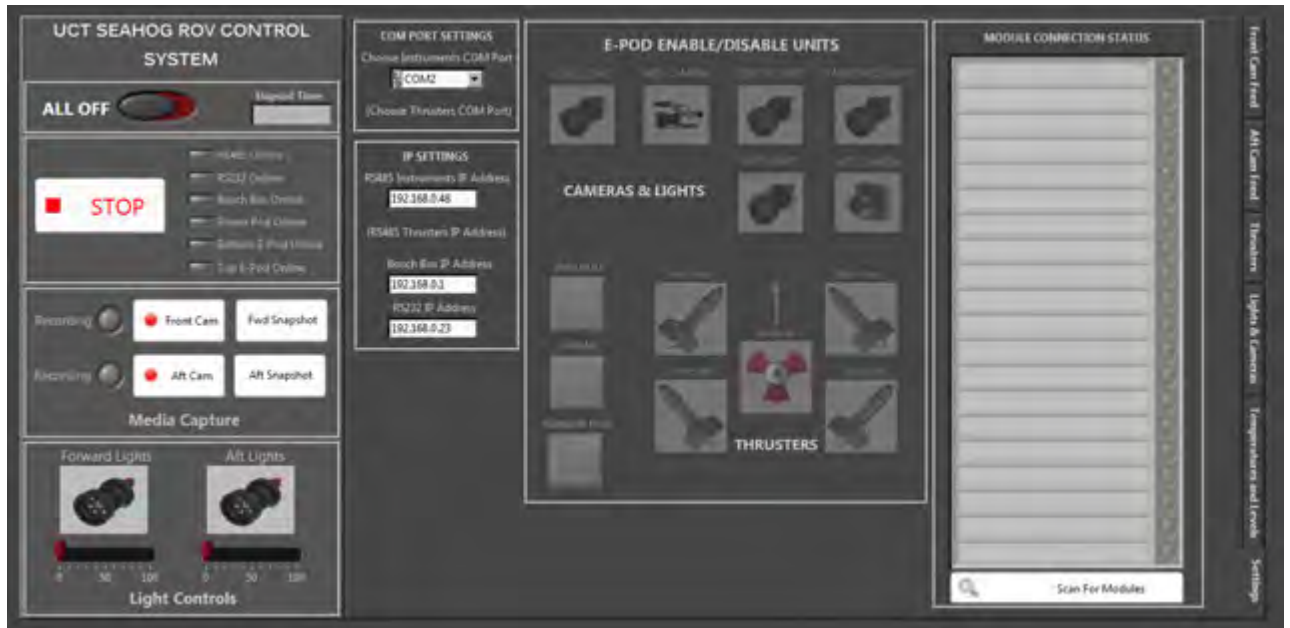 UCT SEAHOG ROV CONTROL
SYSTEM
ALL OFF
Elapsed Time
RS485 Online
RS232 Online
Bosch Box Online
Power Pod Online
Bottom E-Pod Online
Top E-Pod Online
STOP
Recording
Front Cam
Fwd Snapshot
Recording
Aft Cam
Aft Snapshot
Media Capture
Forward Lights
Aft Lights
0 50 100
0 50 100
Light Controls
COM PORT SETTINGS
Choose Instruments COM Port
COM2
(Choose Thrusters COM Port)
IP SETTINGS
RS485 Instruments IP Address
192.168.0.46
(RS485 Thrusters IP Address)
Bosch Box IP Address
192.168.0.1
RS232 IP Address
192.168.0.23
E-POD ENABLE/DISABLE UNITS
CAMERAS & LIGHTS
THRUSTERS
MODULE CONNECTION STATUS
Scan For Modules
Front Cam Feed
Aft Cam Feed
Thrusters
Lights & Cameras
Temperatures and Levels
Settings